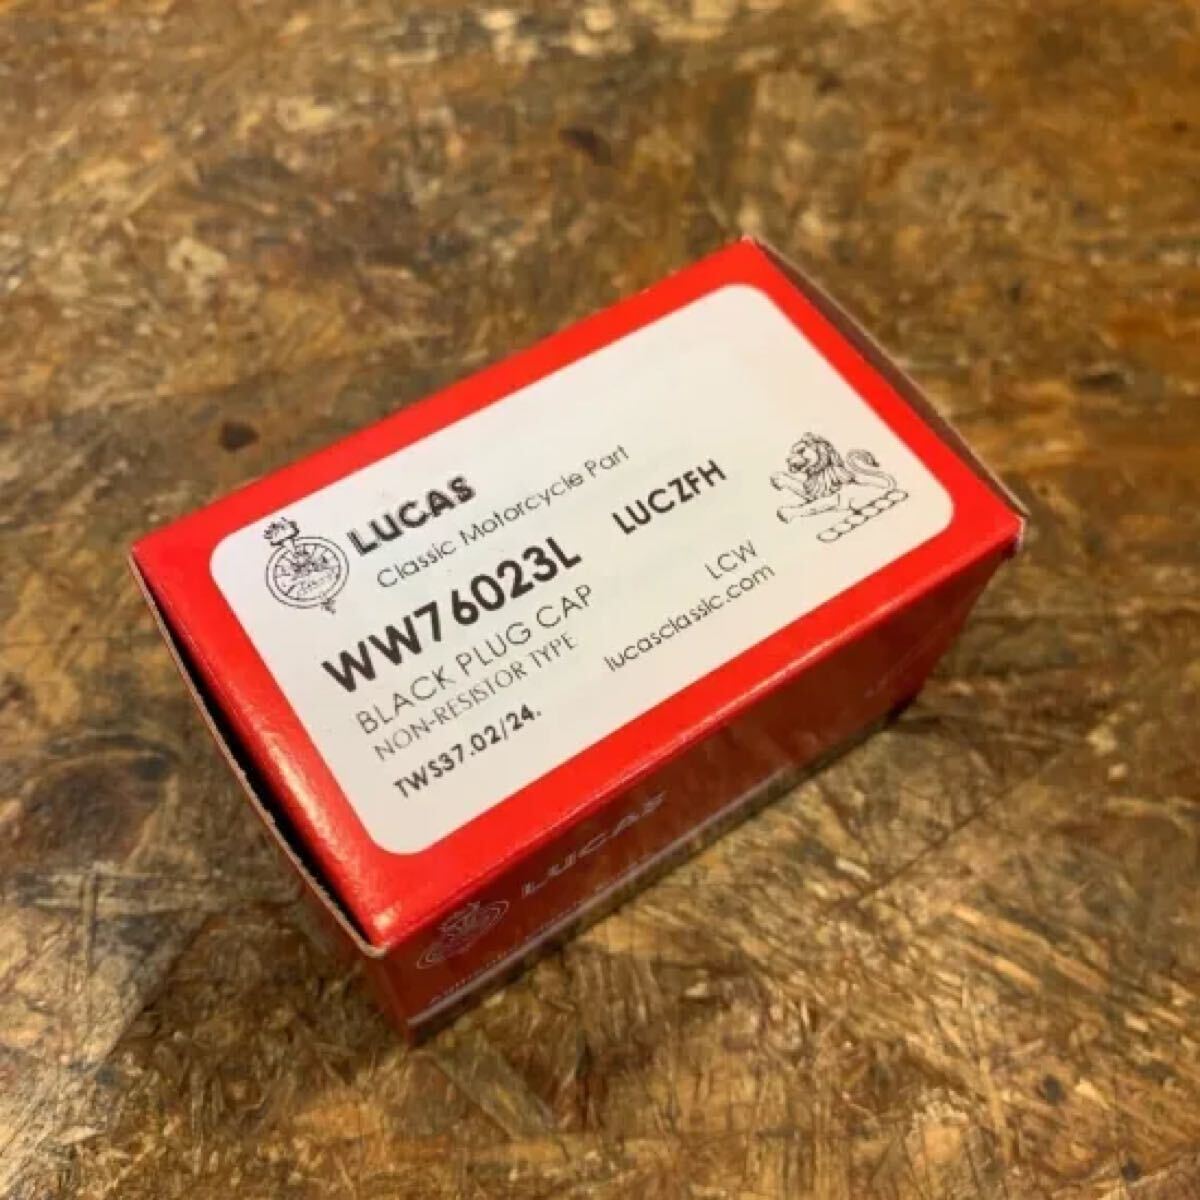 LUCAS
Classic Motorcycle Part
WW76023L LUCZFH
BLACK PLUG CAP
NON-RESISTOR TYPE
LCW
TWS37.02/24. lucasclassic.com
LUCAS